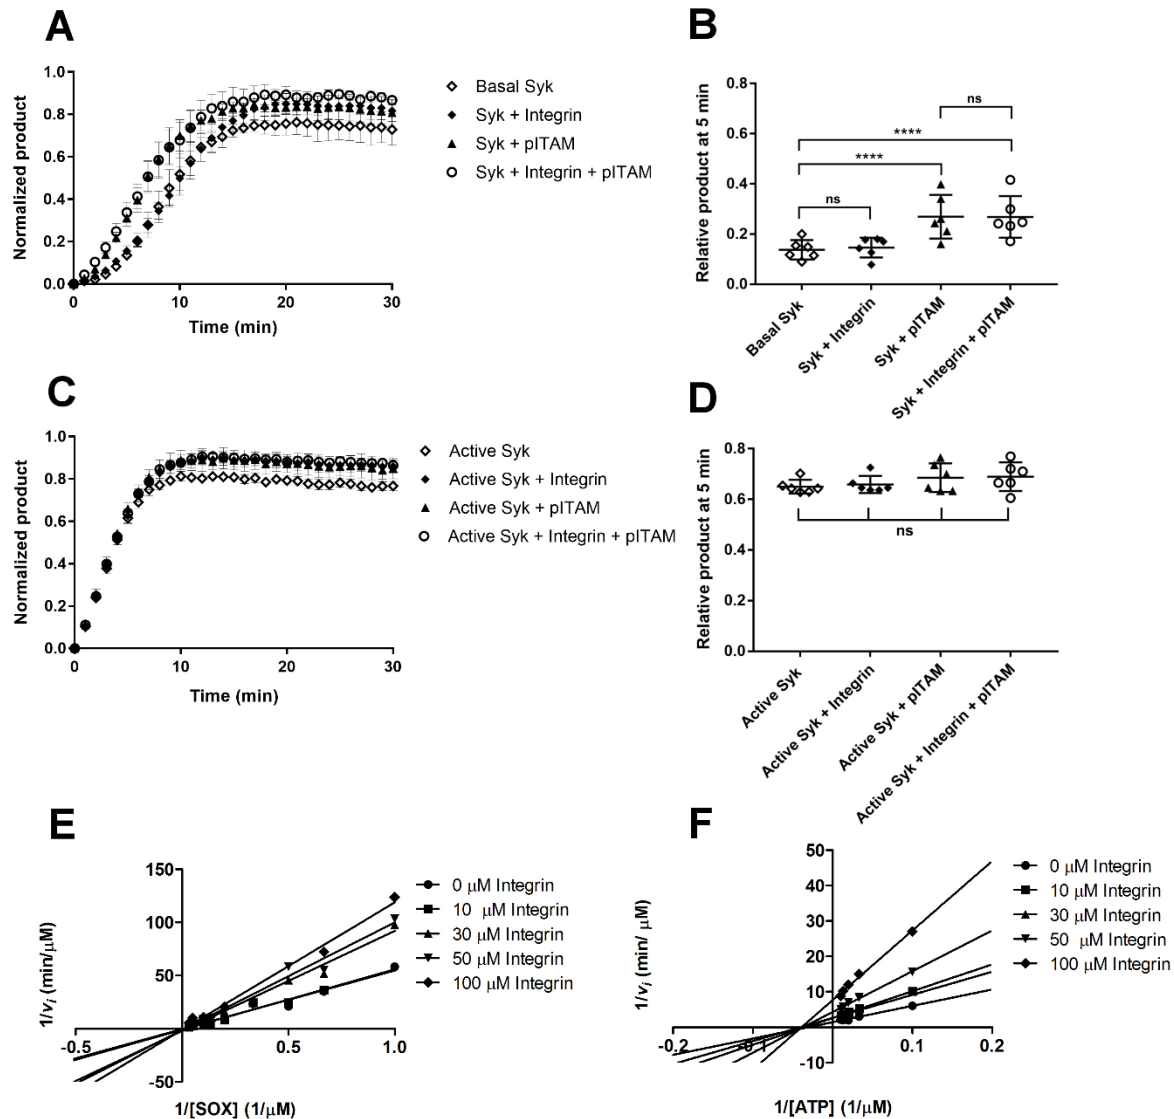 A
Normalized product
1.0
0.8
0.6
0.4
0.2
0.0
0
10
20
30
Time (min)
Basal Syk
Syk + Integrin
Syk + pITAM
Syk + Integrin + pITAM
B
Relative product at 5 min
0.8
0.6
0.4
0.2
0.0
ns
****
****
ns
Basal Syk
Syk + Integrin
Syk + pITAM
Syk + Integrin + pITAM
C
Normalized product
1.0
0.8
0.6
0.4
0.2
0.0
0
10
20
30
Time (min)
Active Syk
Active Syk + Integrin
Active Syk + pITAM
Active Syk + Integrin + pITAM
D
Relative product at 5 min
0.8
0.6
0.4
0.2
0.0
ns
Active Syk
Active Syk + Integrin
Active Syk + pITAM
Active Syk + Integrin + pITAM
E
1/vi (min/μM)
150
100
50
-50
-0.5
0.5
1.0
1/[SOX] (1/μM)
0 μM Integrin
10 μM Integrin
30 μM Integrin
50 μM Integrin
100 μM Integrin
F
1/vi (min/ μM)
50
40
30
20
10
-10
-0.2
-0.1
0.1
0.2
1/[ATP] (1/μM)
0 μM Integrin
10 μM Integrin
30 μM Integrin
50 μM Integrin
100 μM Integrin